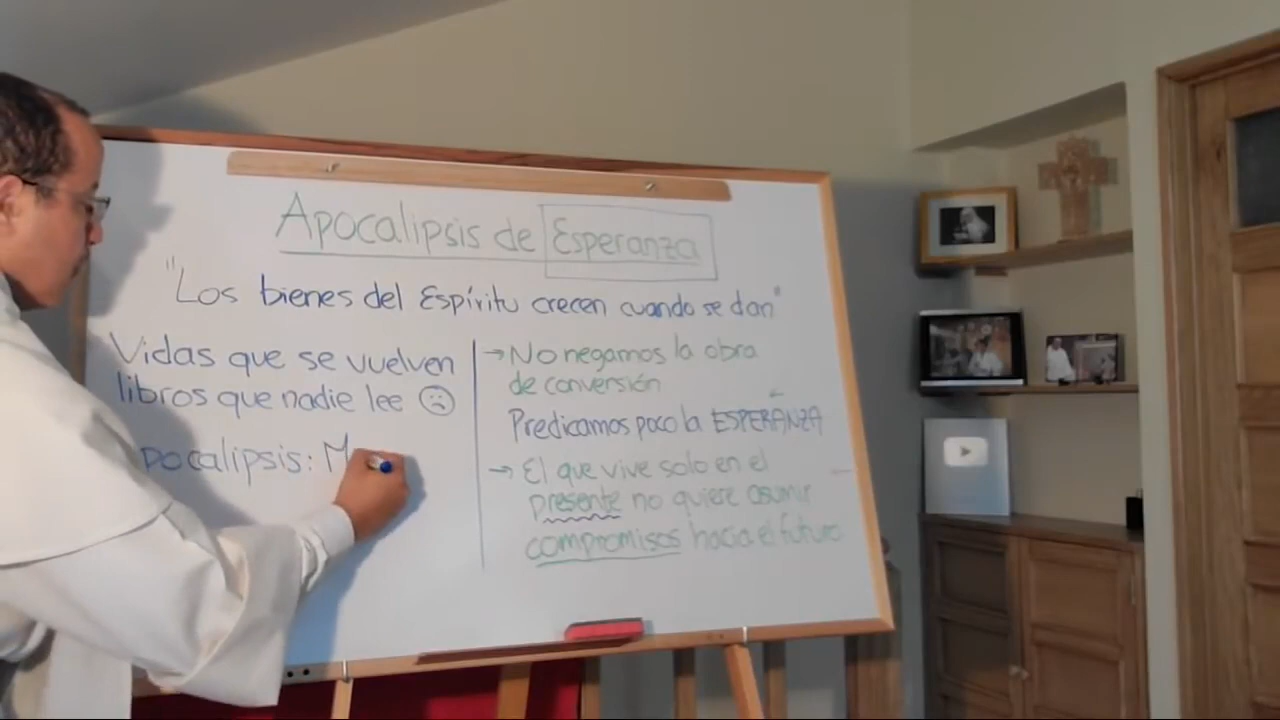 Apocalipsis de Esperanza
"Los bienes del Espíritu crecen cuando se dan"
Vidas que se vuelven
libros que nadie lee ☹
pocalipsis: M
→ No negamos la obra
de conversión
Predicamos poco la ESPERANZA
→ El que vive solo en el
presente no quiere asumir
compromisos hacia el futuro